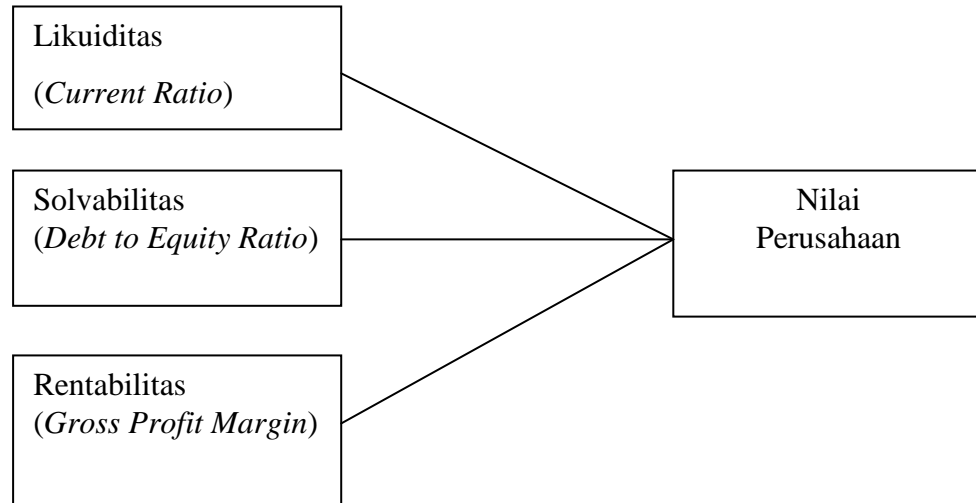 Likuiditas
(Current Ratio)
Solvabilitas
(Debt to Equity Ratio)
Nilai
Perusahaan
Rentabilitas
(Gross Profit Margin)